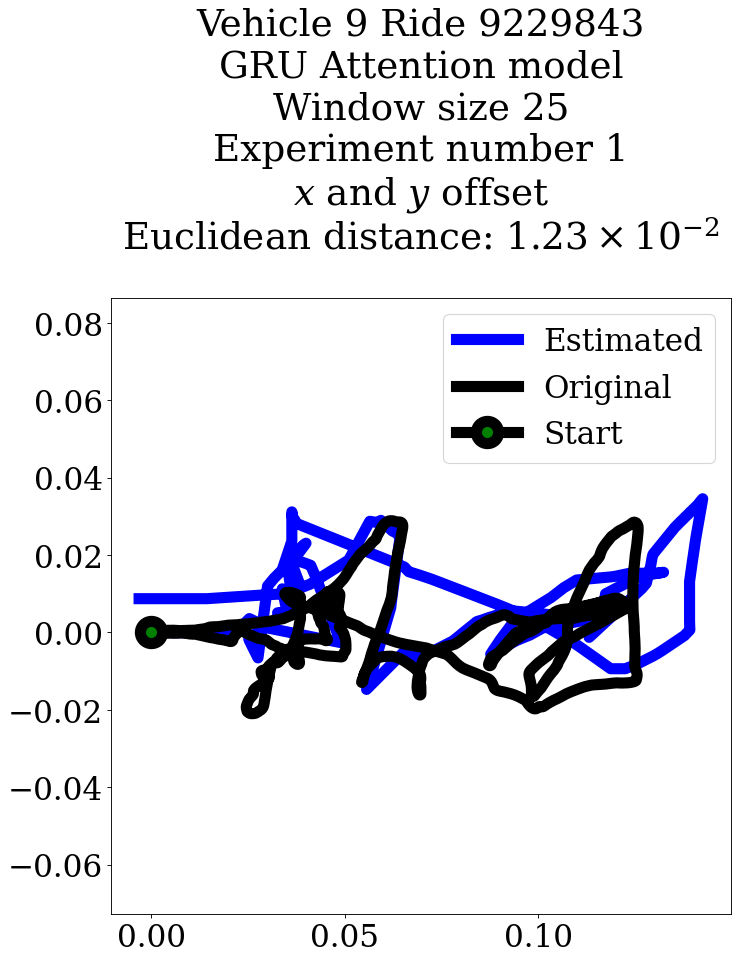 Vehicle 9 Ride 9229843
GRU Attention model
Window size 25
Experiment number 1
x and y offset
Euclidean distance: 1.23 × 10⁻²
Estimated
Original
Start
0.08
0.06
0.04
0.02
0.00
−0.02
−0.04
−0.06
0.00 0.05 0.10